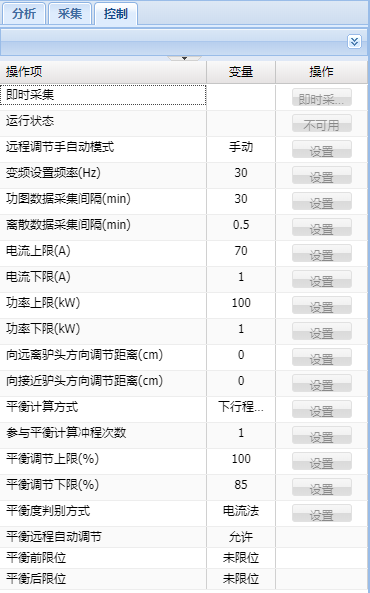 分析 采集 控制
操作项 变量 操作
即时采集 即时采...
运行状态 不可用
远程调节手自动模式 手动 设置
变频设置频率(Hz) 30 设置
功图数据采集间隔(min) 30 设置
离散数据采集间隔(min) 0.5 设置
电流上限(A) 70 设置
电流下限(A) 1 设置
功率上限(kW) 100 设置
功率下限(kW) 1 设置
向远离驴头方向调节距离(cm) 0 设置
向接近驴头方向调节距离(cm) 0 设置
平衡计算方式 下行程... 设置
参与平衡计算冲程次数 1 设置
平衡调节上限(%) 100 设置
平衡调节下限(%) 85 设置
平衡度判别方式 电流法 设置
平衡远程自动调节 允许
平衡前限位 未限位
平衡后限位 未限位